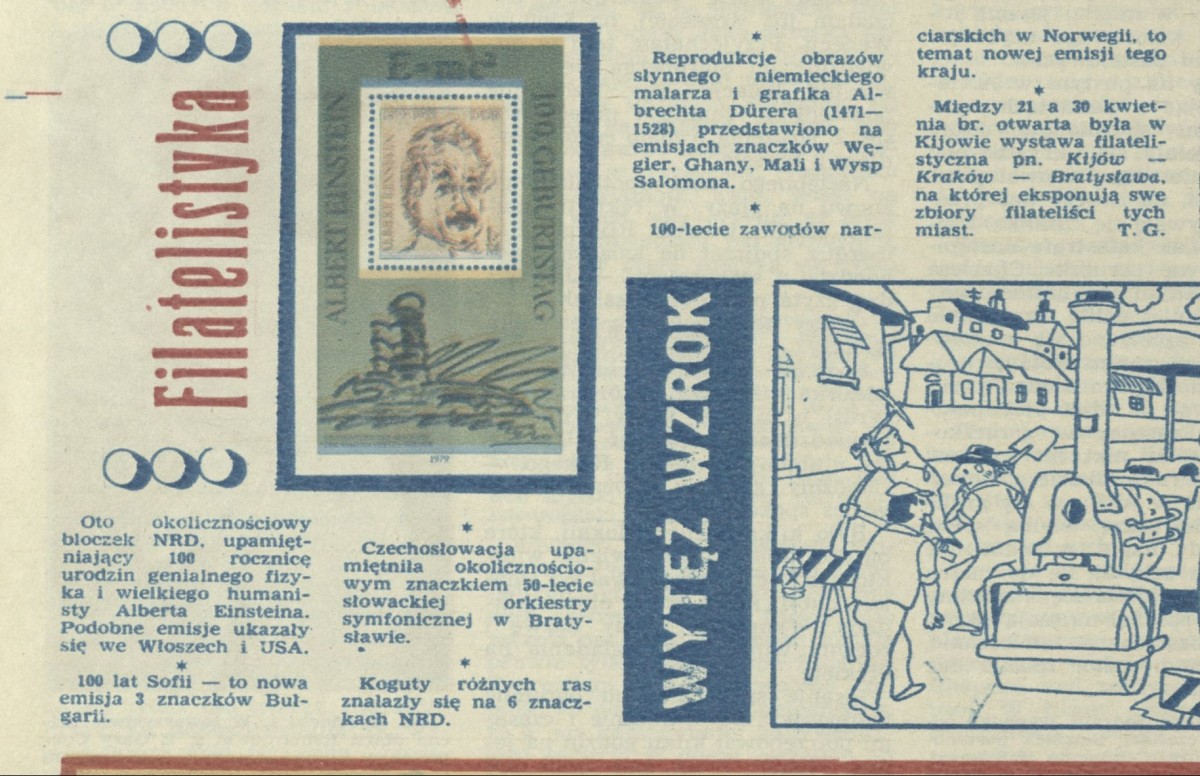 Filatelistyka
E=mc²
ALBERT EINSTEIN
100. GEBURTSTAG
ALBERT EINSTEIN
1979
Oto okolicznościowy
bloczek NRD, upamięt-
niający 100 rocznicę
urodzin genialnego fizy-
ka i wielkiego humani-
sty Alberta Einsteina.
Podobne emisje ukazały
się we Włoszech i USA.
*
100 lat Sofii — to nowa
emisja 3 znaczków Buł-
garii.
*
Czechosłowacja upa-
miętniła okolicznościo-
wym znaczkiem 50-lecie
słowackiej orkiestry
symfonicznej w Braty-
sławie.
*
Koguty różnych ras
znalazły się na 6 znacz-
kach NRD.
*
Reprodukcje obrazów
słynnego niemieckiego
malarza i grafika Al-
brechta Dürera (1471—
1528) przedstawiono na
emisjach znaczków Wę-
gier, Ghany, Mali i Wysp
Salomona.
*
100-lecie zawodów nar-
ciarskich w Norwegii, to
temat nowej emisji tego
kraju.
*
Między 21 a 30 kwiet-
nia br. otwarta była w
Kijowie wystawa filateli-
styczna pn. Kijów —
Kraków — Bratysława,
na której eksponują swe
zbiory filateliści tych
miast. T. G.
WYTĘŻ WZROK